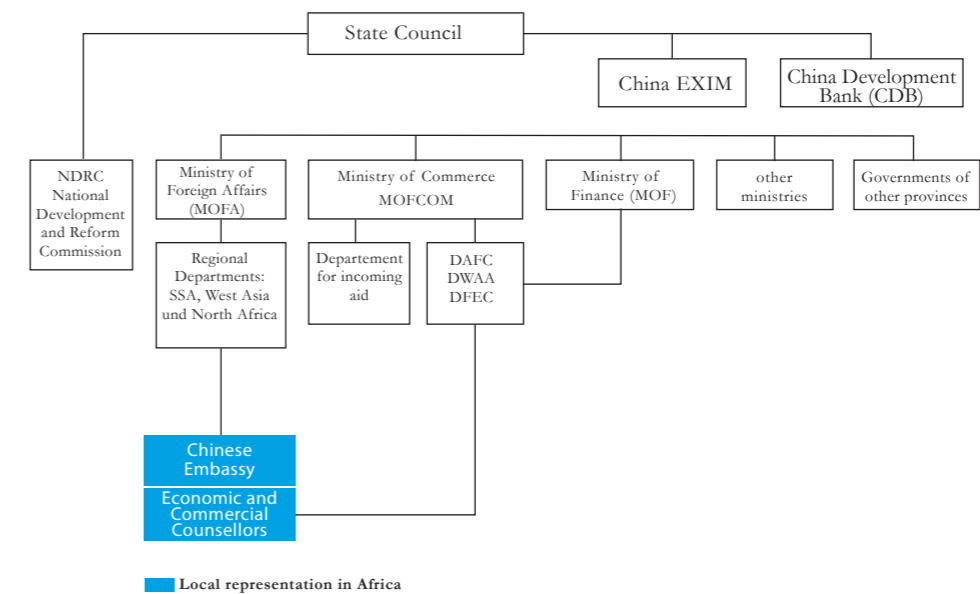 State Council
China EXIM
China Development
Bank (CDB)
NDRC
National
Development
and Reform
Commission
Ministry of
Foreign Affairs
(MOFA)
Ministry of Commerce
MOFCOM
Ministry of
Finance (MOF)
other
ministries
Governments of
other provinces
Regional
Departments:
SSA, West Asia
und North Africa
Departement
for incoming
aid
DAFC
DWAA
DFEC
Chinese
Embassy
Economic and
Commercial
Counsellors
Local representation in Africa